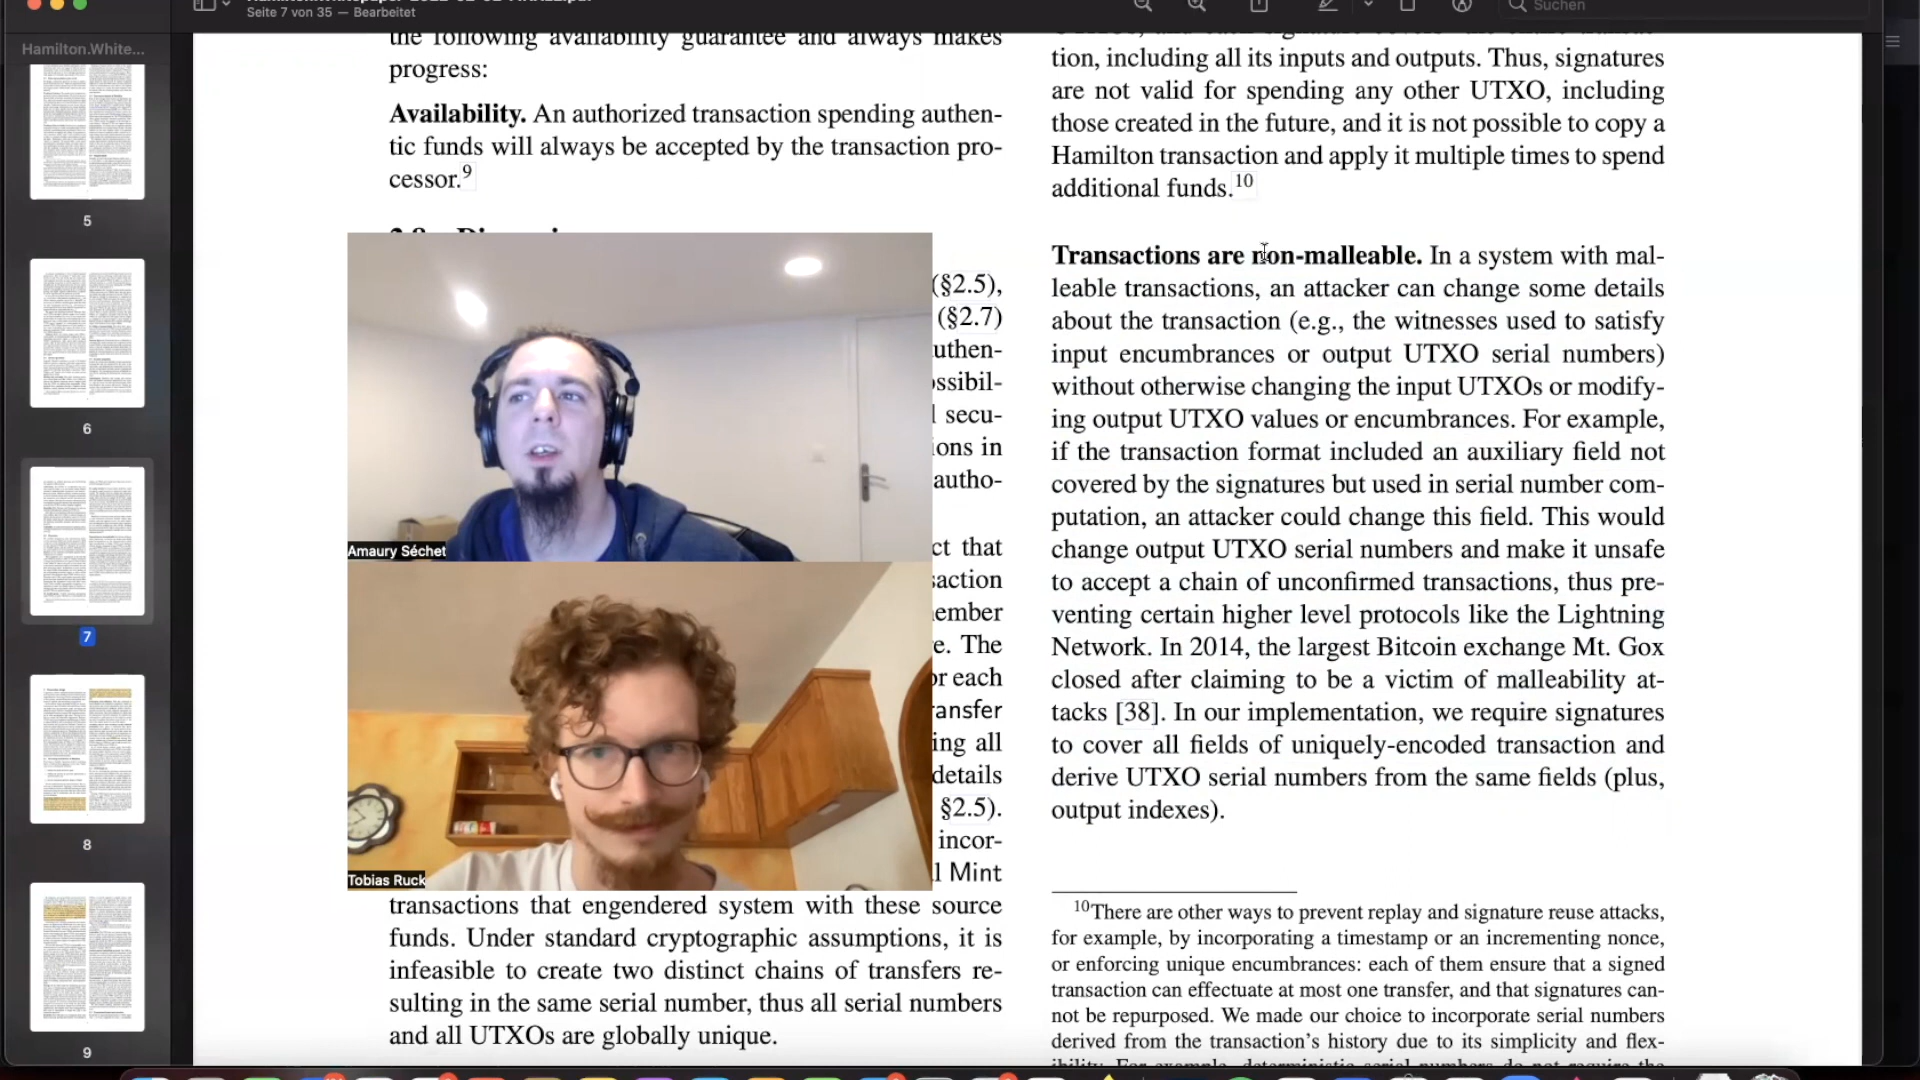 Seite 7 von 35 — Bearbeitet
Suchen
Hamilton.White...
5
6
7
8
9
the following availability guarantee and always makes
progress:
Availability. An authorized transaction spending authen-
tic funds will always be accepted by the transaction pro-
cessor.9
(§2.5),
(§2.7)
uthen-
ssibil-
l secu-
ions in
autho-
ct that
saction
ember
e. The
or each
ransfer
ing all
details
§2.5).
incor-
l Mint
Amaury Séchet
Tobias Ruck
transactions that engendered system with these source
funds. Under standard cryptographic assumptions, it is
infeasible to create two distinct chains of transfers re-
sulting in the same serial number, thus all serial numbers
and all UTXOs are globally unique.
tion, including all its inputs and outputs. Thus, signatures
are not valid for spending any other UTXO, including
those created in the future, and it is not possible to copy a
Hamilton transaction and apply it multiple times to spend
additional funds.10
Transactions are non-malleable. In a system with mal-
leable transactions, an attacker can change some details
about the transaction (e.g., the witnesses used to satisfy
input encumbrances or output UTXO serial numbers)
without otherwise changing the input UTXOs or modify-
ing output UTXO values or encumbrances. For example,
if the transaction format included an auxiliary field not
covered by the signatures but used in serial number com-
putation, an attacker could change this field. This would
change output UTXO serial numbers and make it unsafe
to accept a chain of unconfirmed transactions, thus pre-
venting certain higher level protocols like the Lightning
Network. In 2014, the largest Bitcoin exchange Mt. Gox
closed after claiming to be a victim of malleability at-
tacks [38]. In our implementation, we require signatures
to cover all fields of uniquely-encoded transaction and
derive UTXO serial numbers from the same fields (plus,
output indexes).
10There are other ways to prevent replay and signature reuse attacks,
for example, by incorporating a timestamp or an incrementing nonce,
or enforcing unique encumbrances: each of them ensure that a signed
transaction can effectuate at most one transfer, and that signatures can-
not be repurposed. We made our choice to incorporate serial numbers
derived from the transaction's history due to its simplicity and flex-